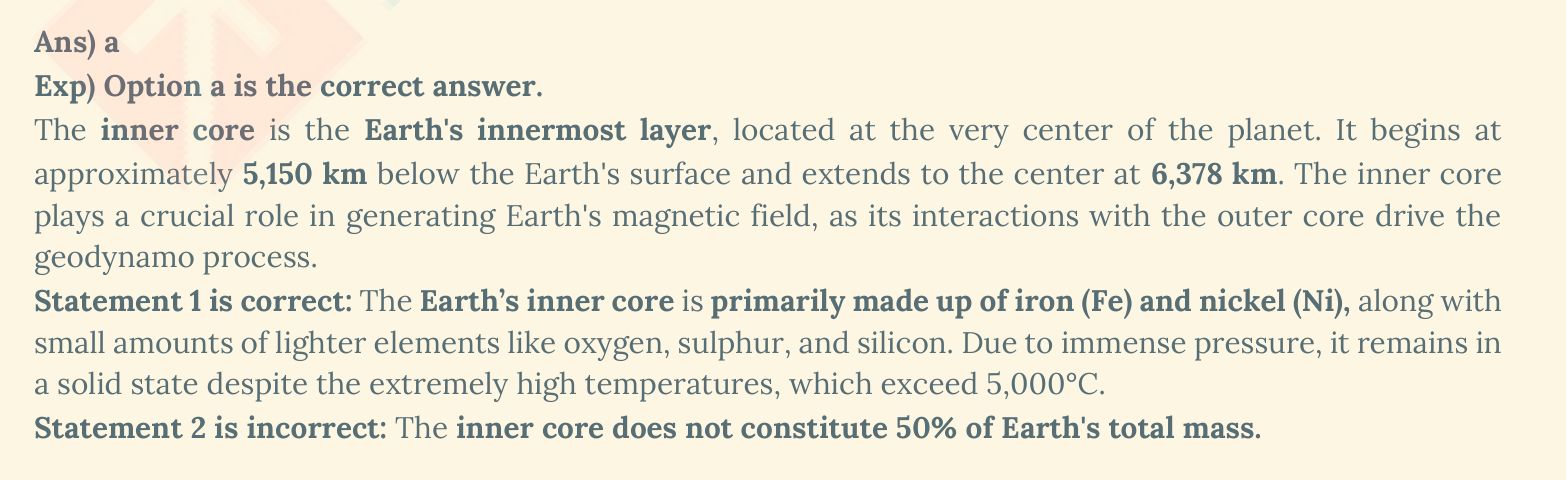 Ans) a
Exp) Option a is the correct answer.
The inner core is the Earth's innermost layer, located at the very center of the planet. It begins at
approximately 5,150 km below the Earth's surface and extends to the center at 6,378 km. The inner core
plays a crucial role in generating Earth's magnetic field, as its interactions with the outer core drive the
geodynamo process.
Statement 1 is correct: The Earth’s inner core is primarily made up of iron (Fe) and nickel (Ni), along with
small amounts of lighter elements like oxygen, sulphur, and silicon. Due to immense pressure, it remains in
a solid state despite the extremely high temperatures, which exceed 5,000°C.
Statement 2 is incorrect: The inner core does not constitute 50% of Earth's total mass.